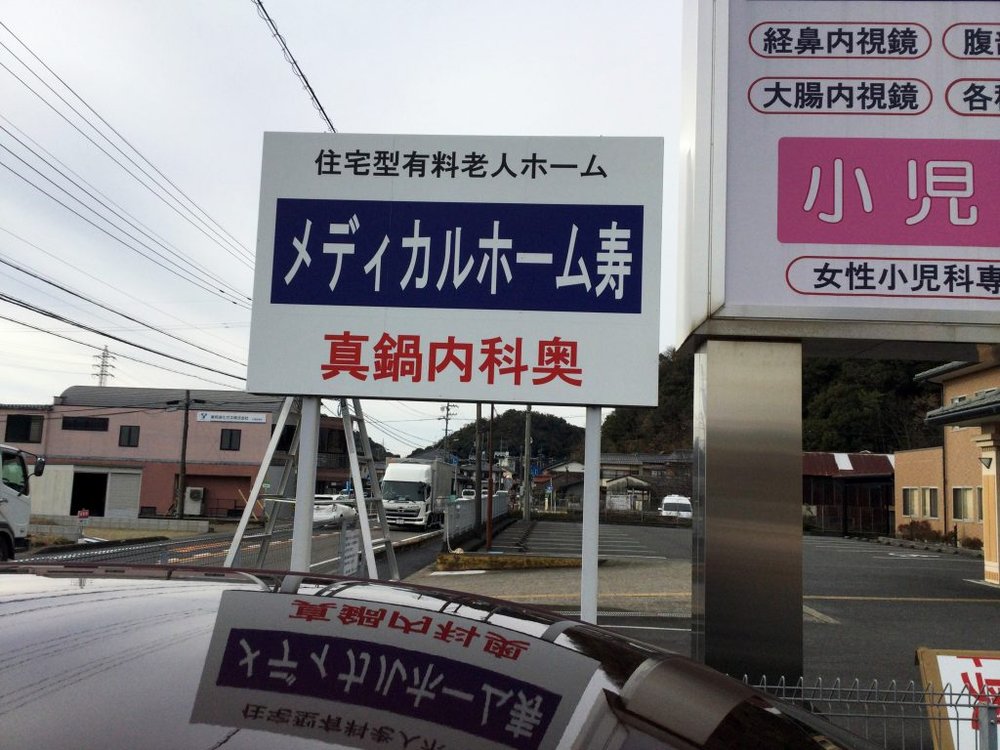 住宅型有料老人ホーム
メディカルホーム寿
真鍋内科奥
経鼻内視鏡
腹
大腸内視鏡
各
小児
女性小児科専